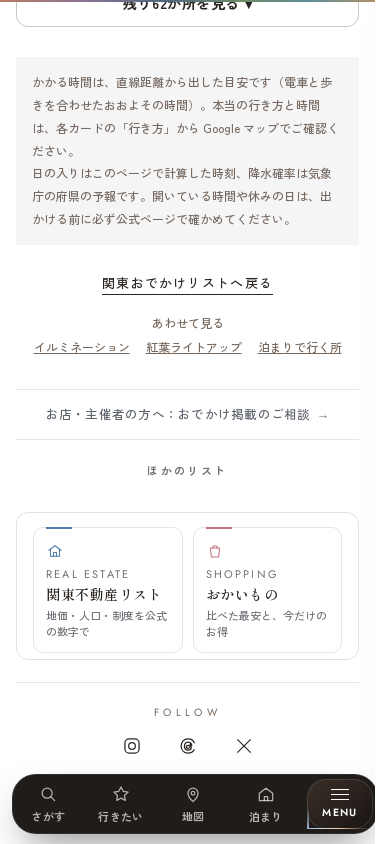 残り62か所を見る ▼
かかる時間は、直線距離から出した目安です（電車と歩
きを合わせたおおよその時間）。本当の行き方と時間
は、各カードの「行き方」から Google マップでご確認く
ださい。
日の入りはこのページで計算した時刻、降水確率は気象
庁の府県の予報です。開いている時間や休みの日は、出
かける前に必ず公式ページで確かめてください。
関東おでかけリストへ戻る
あわせて見る
イルミネーション 紅葉ライトアップ 泊まりで行く所
お店・主催者の方へ：おでかけ掲載のご相談 →
ほかのリスト
REAL ESTATE
関東不動産リスト
地価・人口・制度を公式
の数字で
SHOPPING
おかいもの
比べた最安と、今だけの
お得
FOLLOW
さがす 行きたい 地図 泊まり MENU